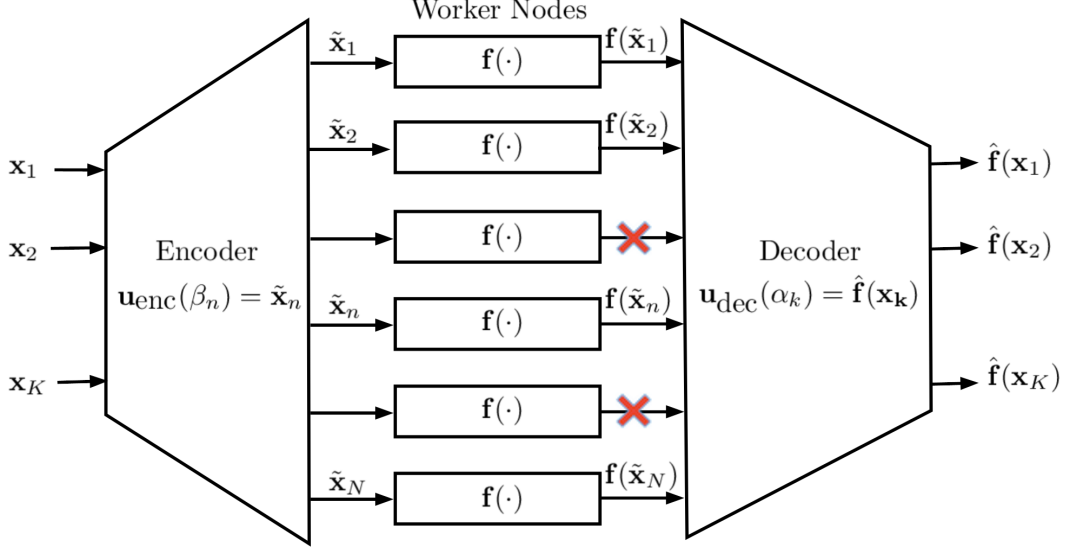 Worker Nodes
x̃₁ f(·) f(x̃₁)
x̃₂ f(·) f(x̃₂)
x₁ f̂(x₁)
f(·)
x₂ Encoder Decoder f̂(x₂)
u_enc(β_n) = x̃_n u_dec(α_k) = f̂(x_k)
x̃_n f(·) f(x̃_n)
x_K f̂(x_K)
f(·)
x̃_N f(·) f(x̃_N)